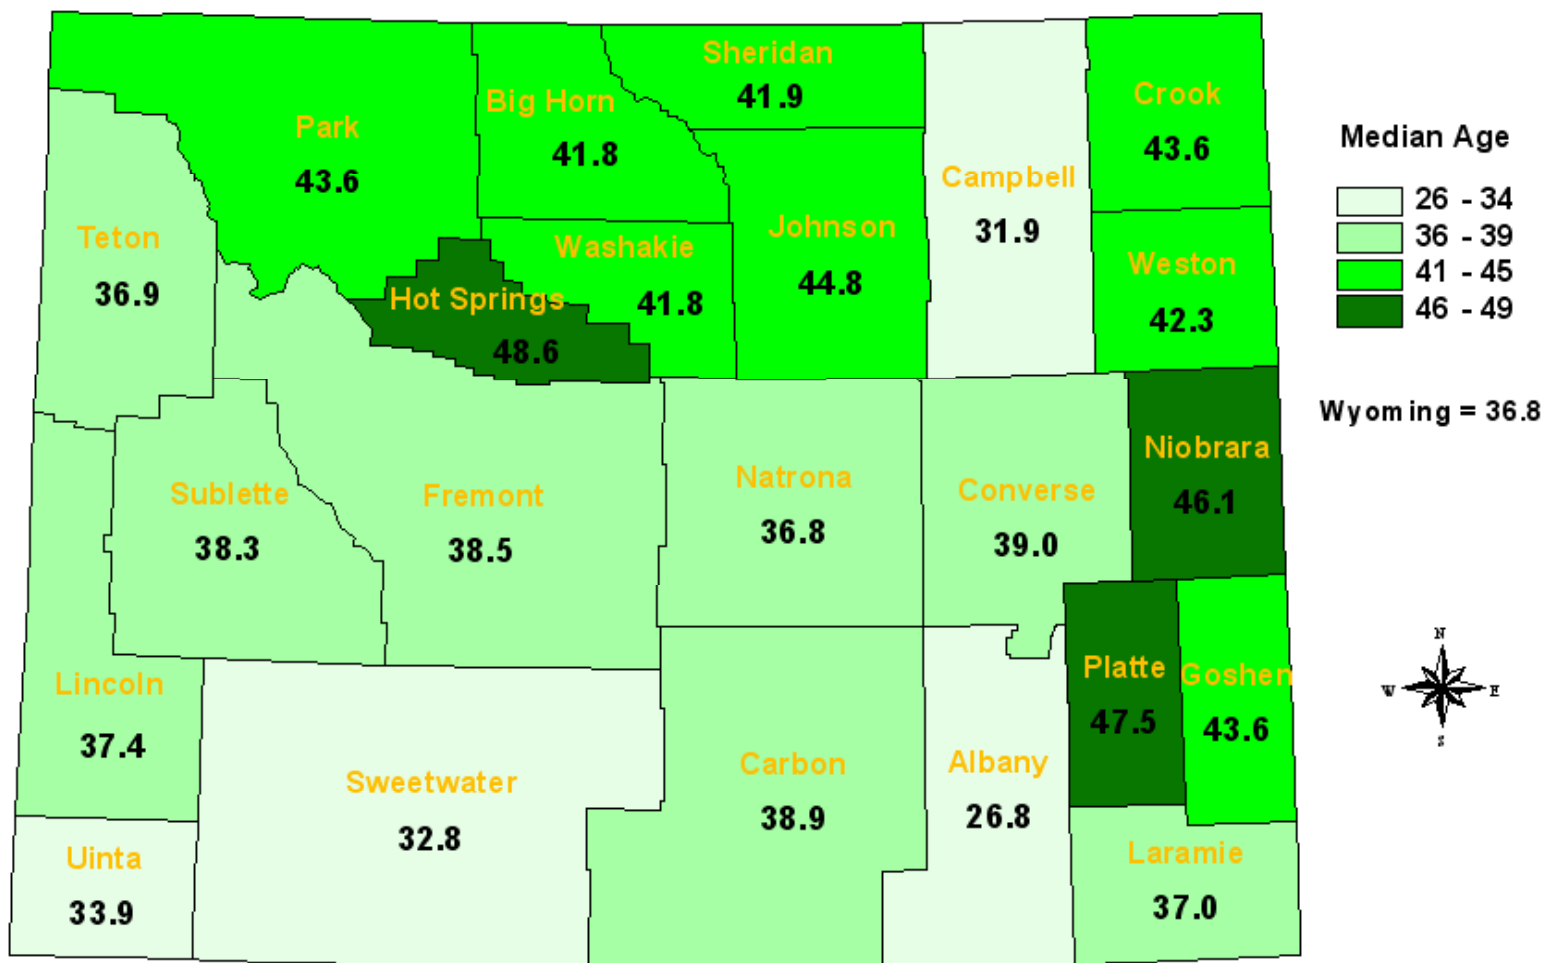 Sheridan
41.9
Big Horn
41.8
Crook
43.6
Park
43.6
Campbell
31.9
Teton
36.9
Washakie
41.8
Johnson
44.8
Weston
42.3
Hot Springs
48.6
Niobrara
46.1
Sublette
38.3
Fremont
38.5
Natrona
36.8
Converse
39.0
Lincoln
37.4
Platte
47.5
Goshen
43.6
Sweetwater
32.8
Carbon
38.9
Albany
26.8
Uinta
33.9
Laramie
37.0
Median Age
26 - 34
36 - 39
41 - 45
46 - 49
Wyoming = 36.8
N
W E
S